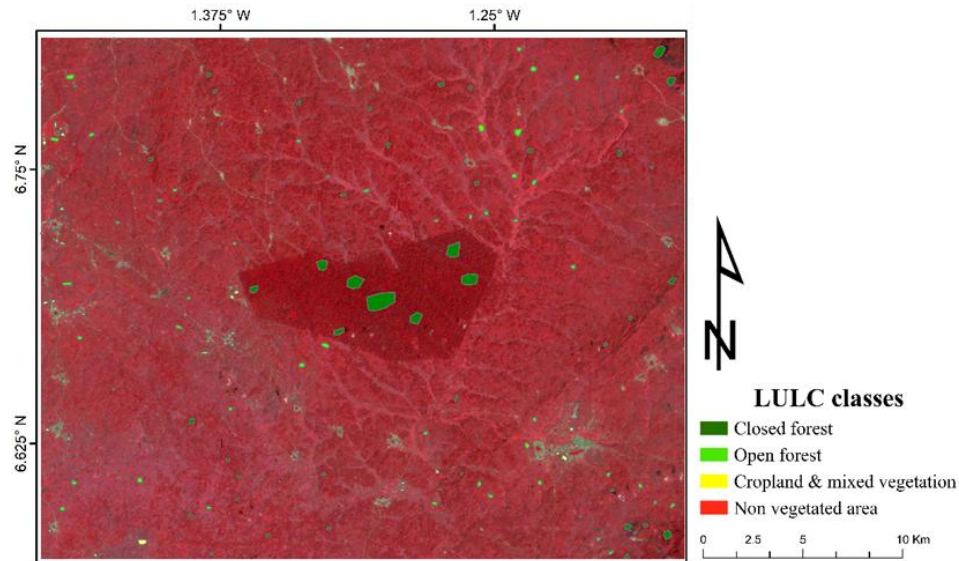 1.375° W
1.25° W
6.75° N
6.625° N
N
LULC classes
Closed forest
Open forest
Cropland & mixed vegetation
Non vegetated area
0 2.5 5 10 Km